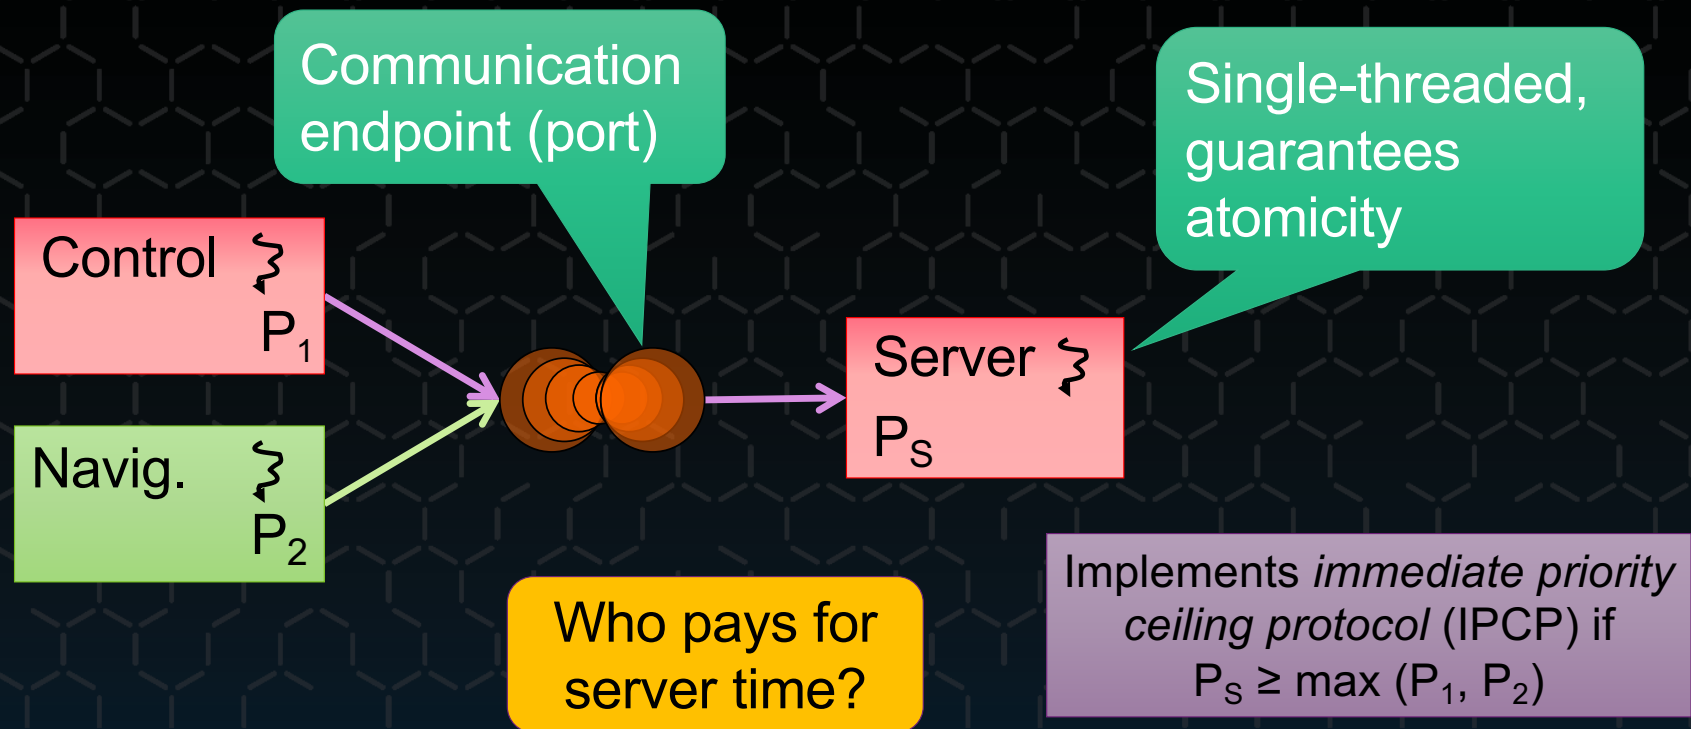 Communication
endpoint (port)
Single-threaded,
guarantees
atomicity
Control
P₁
Navig.
P₂
Server
Pₛ
Who pays for
server time?
Implements immediate priority
ceiling protocol (IPCP) if
Pₛ ≥ max (P₁, P₂)